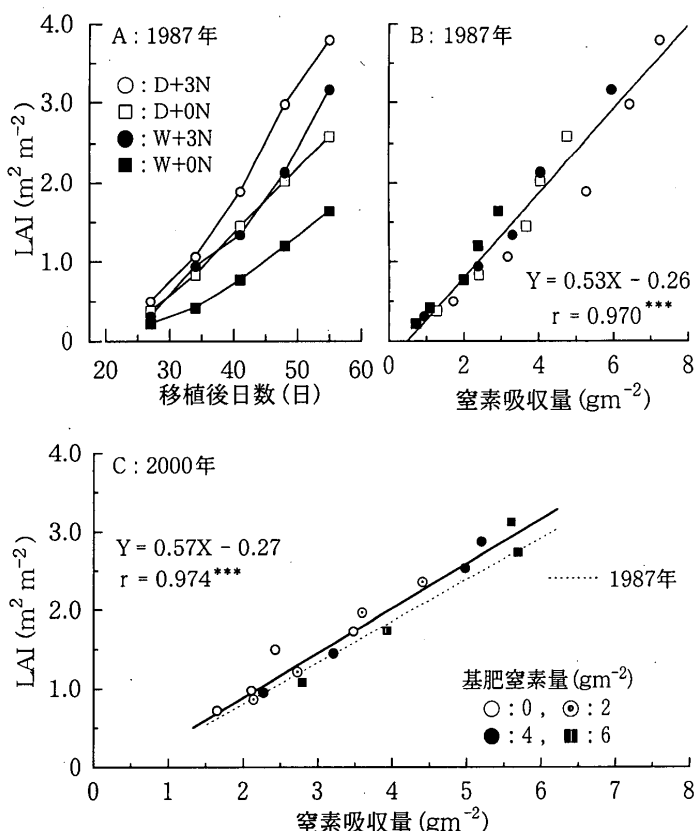 A : 1987年
○ : D+3N
□ : D+0N
● : W+3N
■ : W+0N
LAI (m² m⁻²)
4.0
3.0
2.0
1.0
0
20 30 40 50 60
移植後日数 (日)
B : 1987年
Y = 0.53X − 0.26
r = 0.970***
0 2 4 6 8
窒素吸収量 (gm⁻²)
C : 2000年
Y = 0.57X − 0.27
r = 0.974***
1987年
LAI (m² m⁻²)
4.0
3.0
2.0
1.0
0
基肥窒素量 (gm⁻²)
○ : 0 , ⊙ : 2
● : 4 , ■ : 6
0 1 2 3 4 5 6 7 8
窒素吸収量 (gm⁻²)